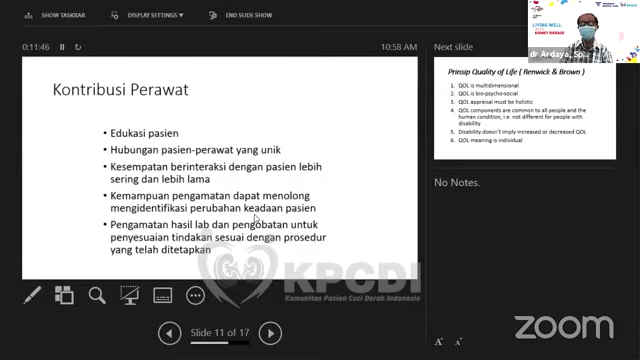 SHOW TASKBAR
DISPLAY SETTINGS
END SLIDE SHOW
0:11:46
10:58 AM
Kontribusi Perawat
• Edukasi pasien
• Hubungan pasien-perawat yang unik
• Kesempatan berinteraksi dengan pasien lebih
sering dan lebih lama
• Kemampuan pengamatan dapat menolong
mengidentifikasi perubahan keadaan pasien
• Pengamatan hasil lab dan pengobatan untuk
penyesuaian tindakan sesuai dengan prosedur
yang telah ditetapkan
KPCDI
Komunitas Pasien Cuci Darah Indonesia
Slide 11 of 17
Next slide
Prinsip Quality of Life ( Renwick & Brown )
1. QOL is multidimensional
2. QOL is bio-psycho-social
3. QOL appraisal must be holistic
4. QOL components are common to all people and
the human condition, i.e. not different for people with
disability
5. Disability doesn't imply increased or decreased QOL
6. QOL meaning is individual
No Notes.
A A
KPCDI
LIVING WELL
KIDNEY DISEASE
dr Ardaya, Sp...
zoom